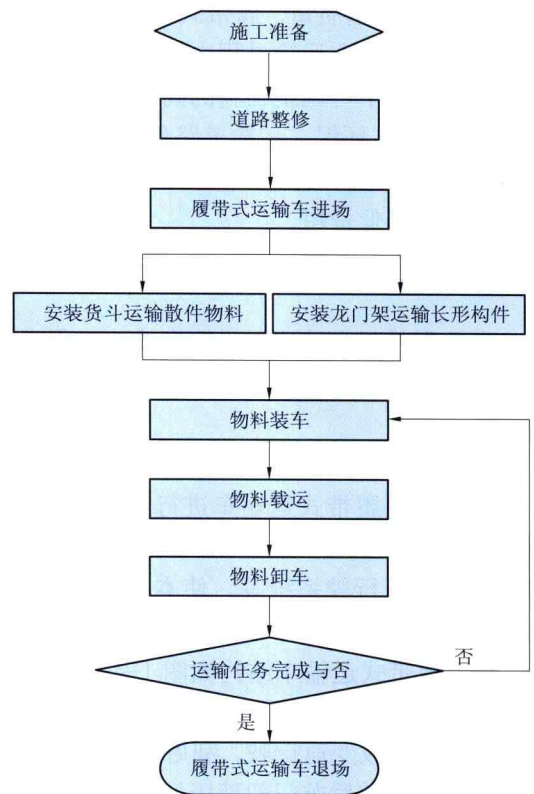 施工准备
道路整修
履带式运输车进场
安装货斗运输散件物料
安装龙门架运输长形构件
物料装车
物料载运
物料卸车
运输任务完成与否
否
是
履带式运输车退场